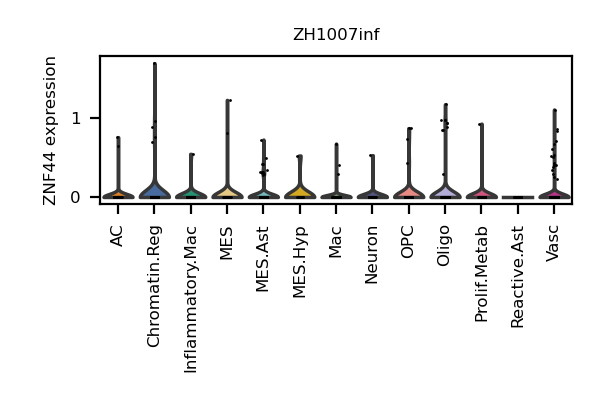 ZH1007inf
ZNF44 expression
1
0
AC
Chromatin.Reg
Inflammatory.Mac
MES
MES.Ast
MES.Hyp
Mac
Neuron
OPC
Oligo
Prolif.Metab
Reactive.Ast
Vasc